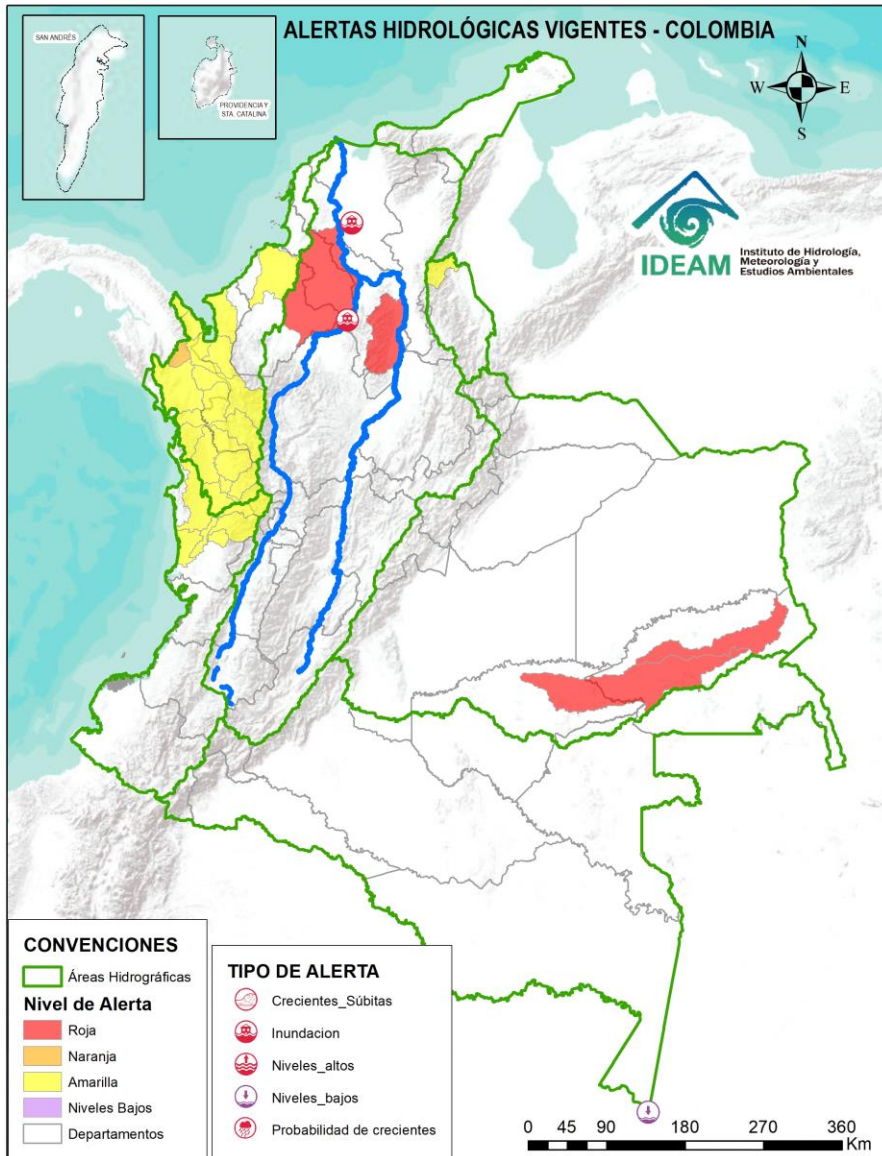 ALERTAS HIDROLÓGICAS VIGENTES - COLOMBIA
SAN ANDRÉS
PROVIDENCIA Y
STA. CATALINA
N
W
E
S
IDEAM
Instituto de Hidrología,
Meteorología y
Estudios Ambientales
CONVENCIONES
Áreas Hidrográficas
Nivel de Alerta
Roja
Naranja
Amarilla
Niveles Bajos
Departamentos
TIPO DE ALERTA
Crecientes_Súbitas
Inundacion
Niveles_altos
Niveles_bajos
Probabilidad de crecientes
0 45 90 180 270 360
Km